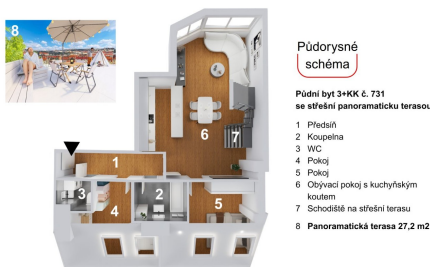 8
Půdorysné
schéma
Půdní byt 3+KK č. 731
se střešní panoramaticku terasou
1 Předsíň
2 Koupelna
3 WC
4 Pokoj
5 Pokoj
6 Obývací pokoj s kuchyňským
koutem
7 Schodiště na střešní terasu
8 Panoramatická terasa 27,2 m2
6
7
1
3
4
2
5